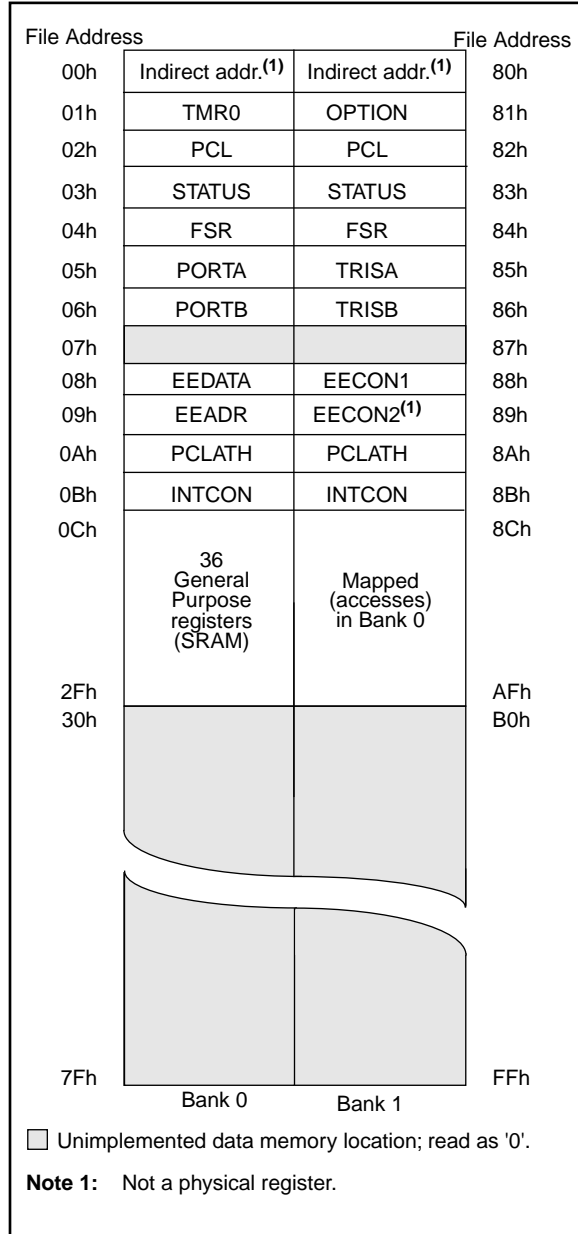 File Address File Address
00h Indirect addr.(1) Indirect addr.(1) 80h
01h TMR0 OPTION 81h
02h PCL PCL 82h
03h STATUS STATUS 83h
04h FSR FSR 84h
05h PORTA TRISA 85h
06h PORTB TRISB 86h
07h 87h
08h EEDATA EECON1 88h
09h EEADR EECON2(1) 89h
0Ah PCLATH PCLATH 8Ah
0Bh INTCON INTCON 8Bh
0Ch 8Ch
36
General
Purpose
registers
(SRAM)
Mapped
(accesses)
in Bank 0
2Fh AFh
30h B0h
7Fh FFh
Bank 0 Bank 1
Unimplemented data memory location; read as '0'.
Note 1: Not a physical register.